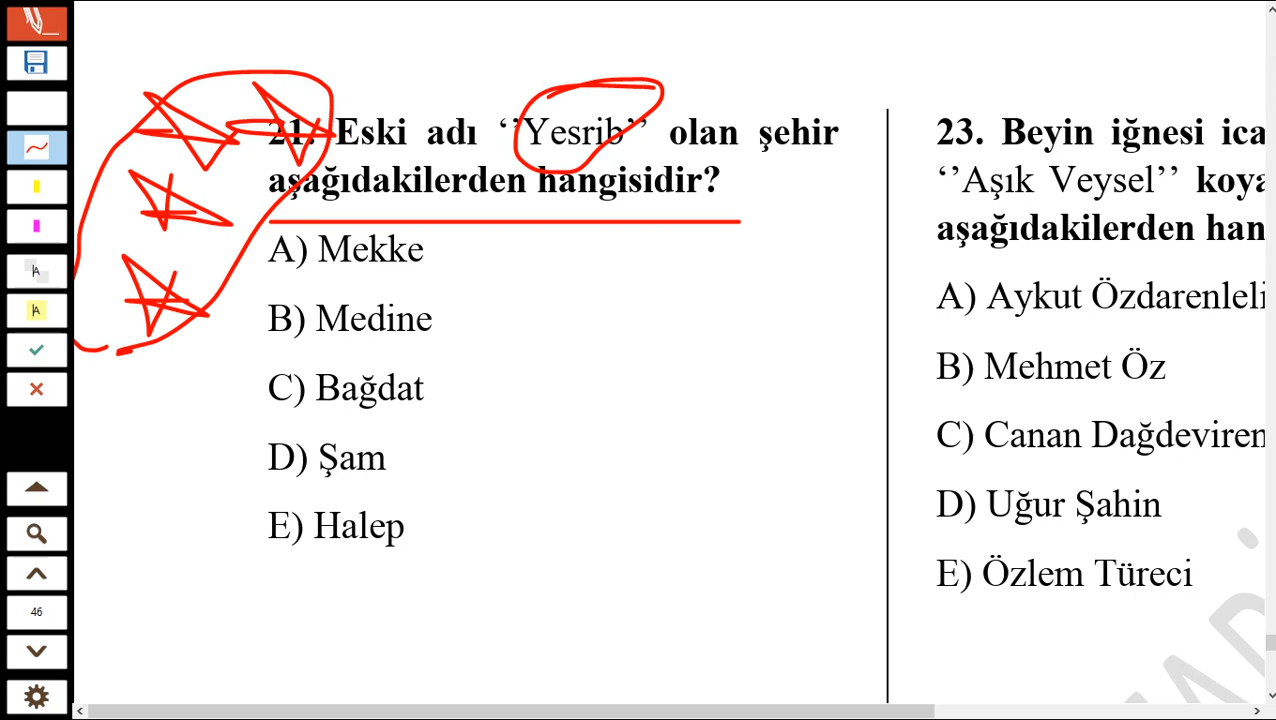 21. Eski adı ‘’Yesrib’’ olan şehir
aşağıdakilerden hangisidir?
A) Mekke
B) Medine
C) Bağdat
D) Şam
E) Halep
23. Beyin iğnesi ica
‘’Aşık Veysel’’ koya
aşağıdakilerden han
A) Aykut Özdarenleli
B) Mehmet Öz
C) Canan Dağdeviren
D) Uğur Şahin
E) Özlem Türeci
46